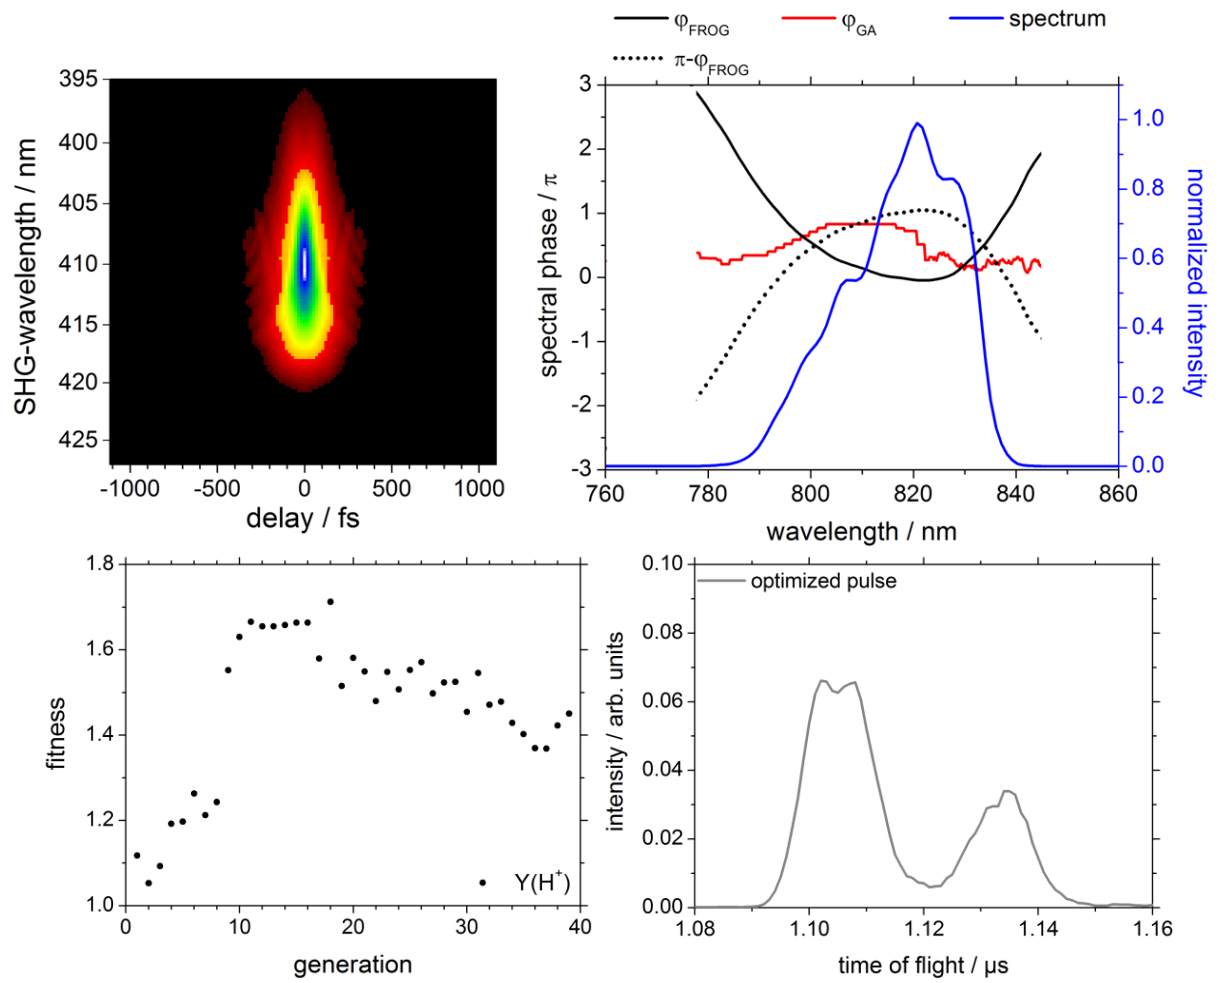 φFROG φGA spectrum
π-φFROG
395
400
405
410
415
420
425
SHG-wavelength / nm
-1000 -500 0 500 1000
delay / fs
3
2
1
0
-1
-2
-3
spectral phase / π
1.0
0.8
0.6
0.4
0.2
0.0
normalized intensity
760 780 800 820 840 860
wavelength / nm
1.8
1.6
1.4
1.2
1.0
fitness
Y(H⁺)
0 10 20 30 40
generation
optimized pulse
0.10
0.08
0.06
0.04
0.02
0.00
intensity / arb. units
1.08 1.10 1.12 1.14 1.16
time of flight / µs